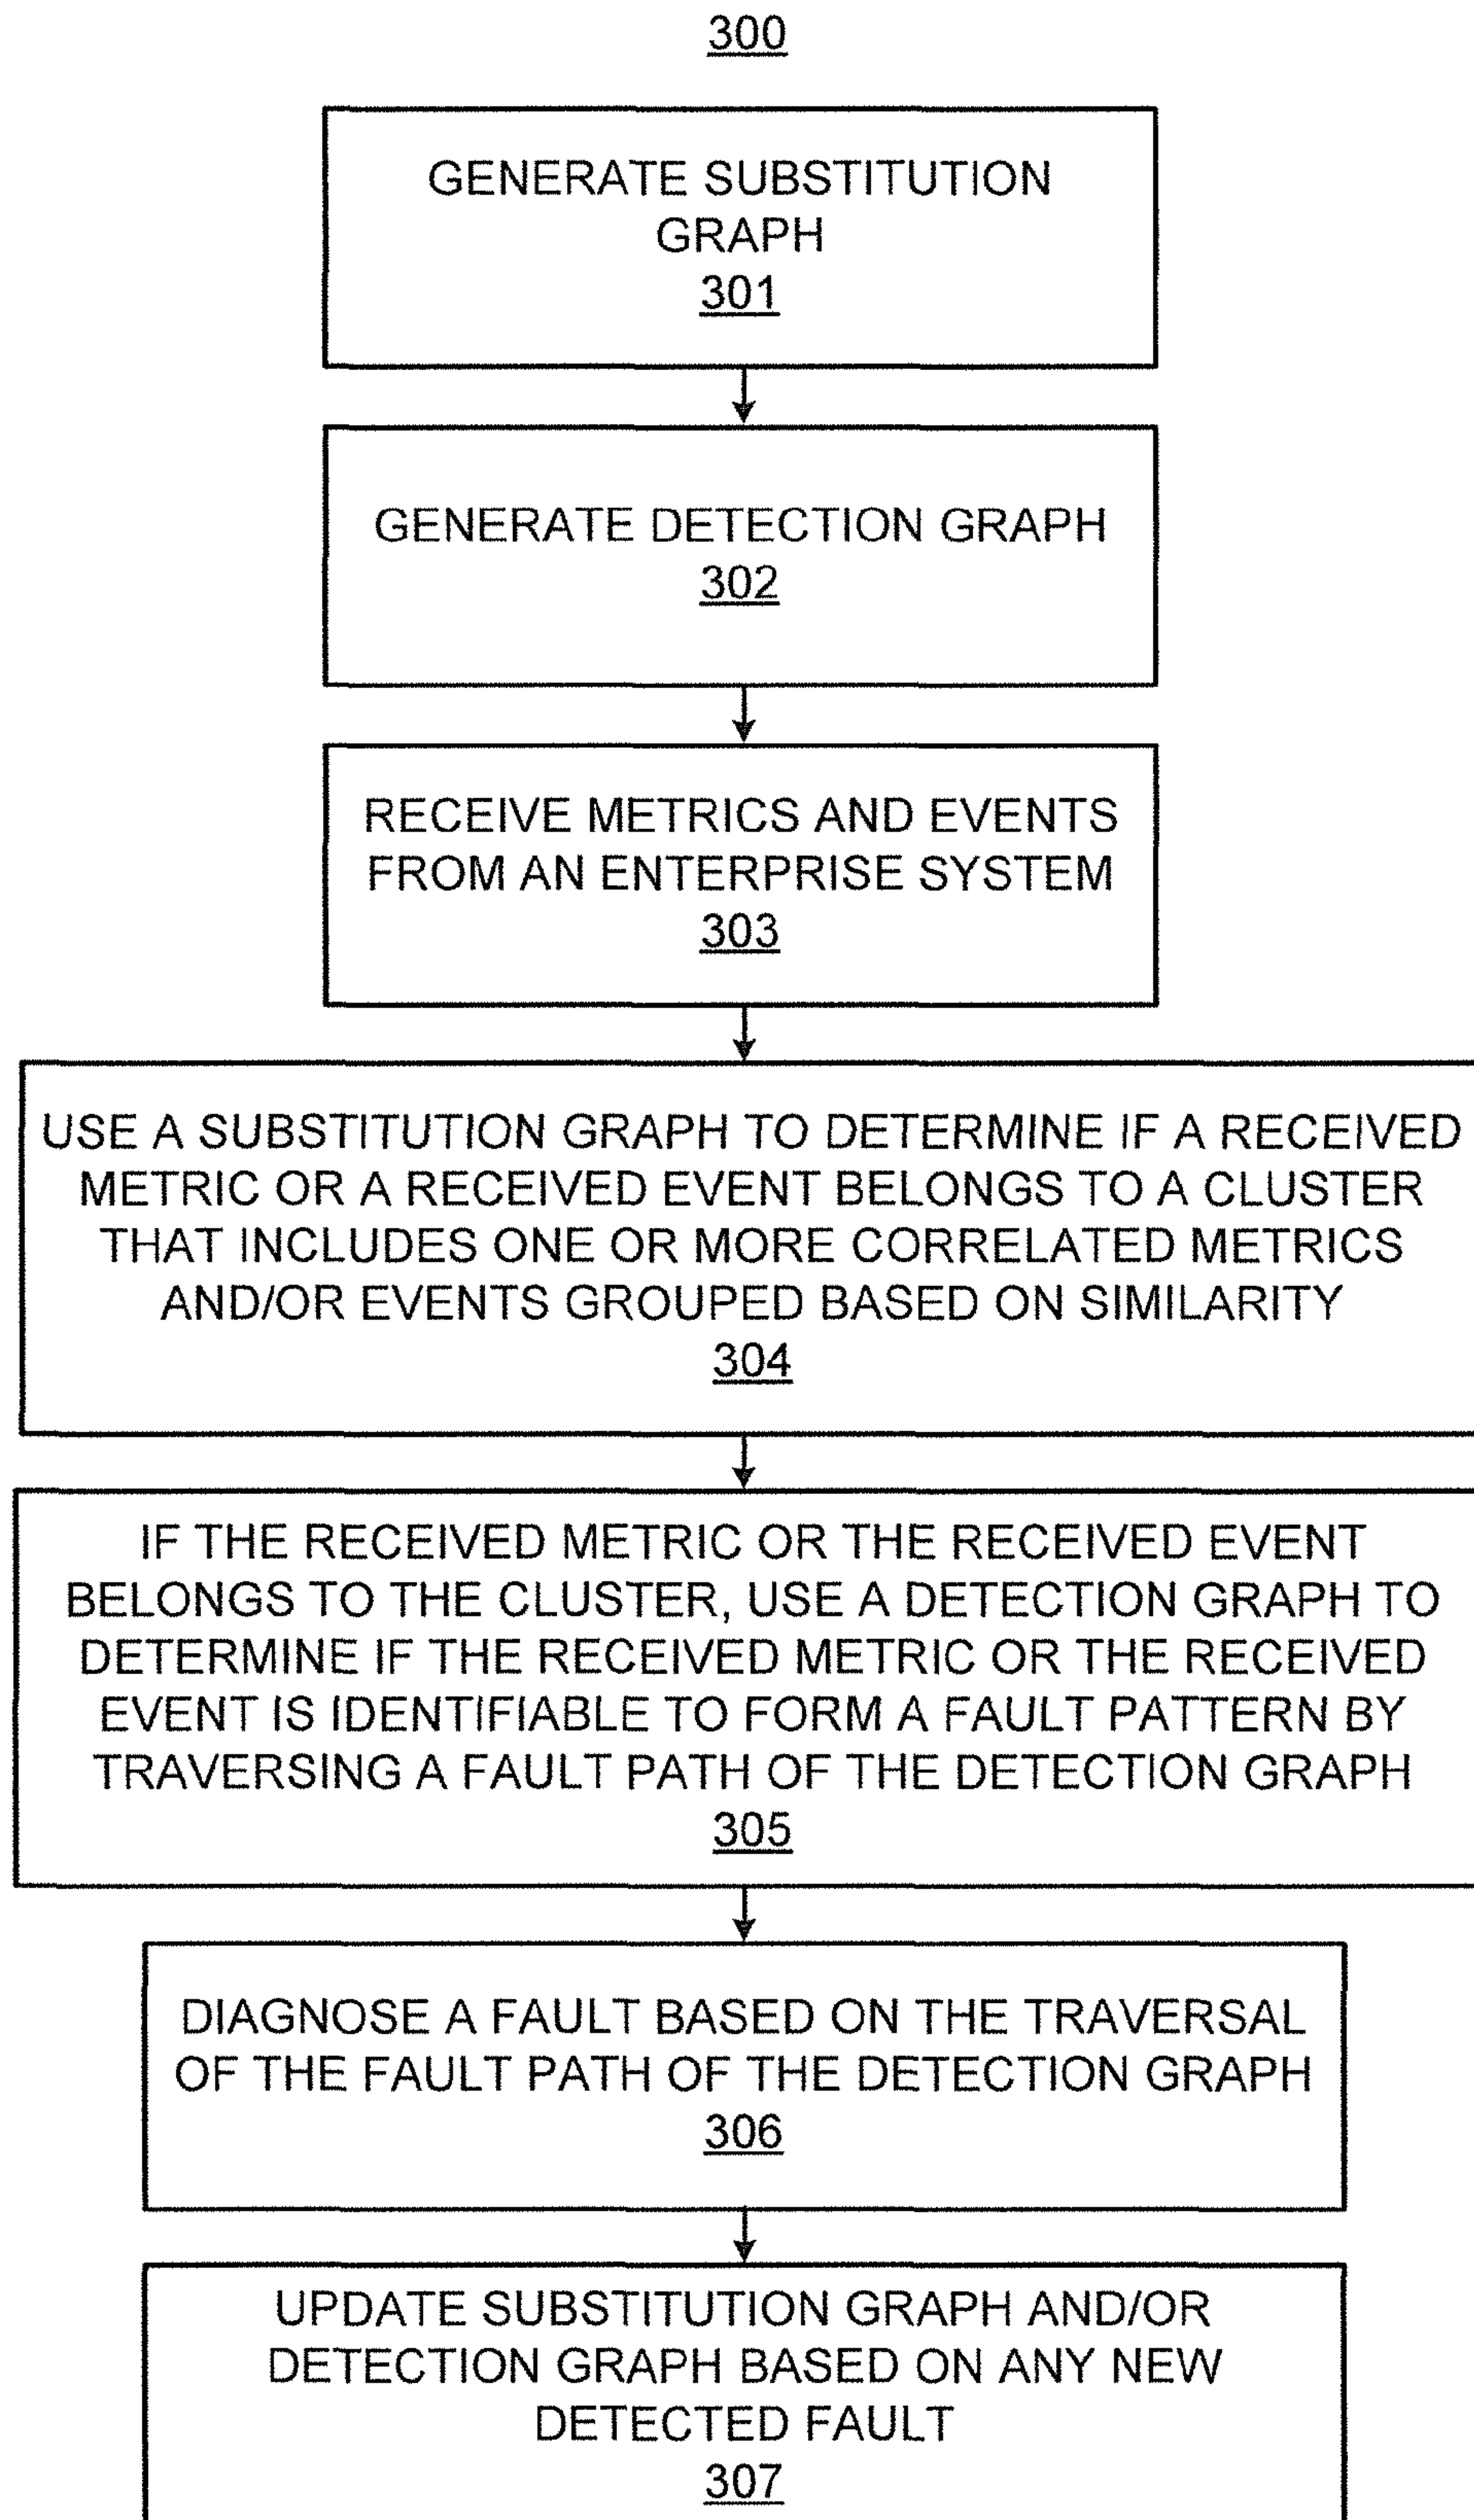 300
GENERATE SUBSTITUTION
GRAPH
301
GENERATE DETECTION GRAPH
302
RECEIVE METRICS AND EVENTS
FROM AN ENTERPRISE SYSTEM
303
USE A SUBSTITUTION GRAPH TO DETERMINE IF A RECEIVED
METRIC OR A RECEIVED EVENT BELONGS TO A CLUSTER
THAT INCLUDES ONE OR MORE CORRELATED METRICS
AND/OR EVENTS GROUPED BASED ON SIMILARITY
304
IF THE RECEIVED METRIC OR THE RECEIVED EVENT
BELONGS TO THE CLUSTER, USE A DETECTION GRAPH TO
DETERMINE IF THE RECEIVED METRIC OR THE RECEIVED
EVENT IS IDENTIFIABLE TO FORM A FAULT PATTERN BY
TRAVERSING A FAULT PATH OF THE DETECTION GRAPH
305
DIAGNOSE A FAULT BASED ON THE TRAVERSAL
OF THE FAULT PATH OF THE DETECTION GRAPH
306
UPDATE SUBSTITUTION GRAPH AND/OR
DETECTION GRAPH BASED ON ANY NEW
DETECTED FAULT
307